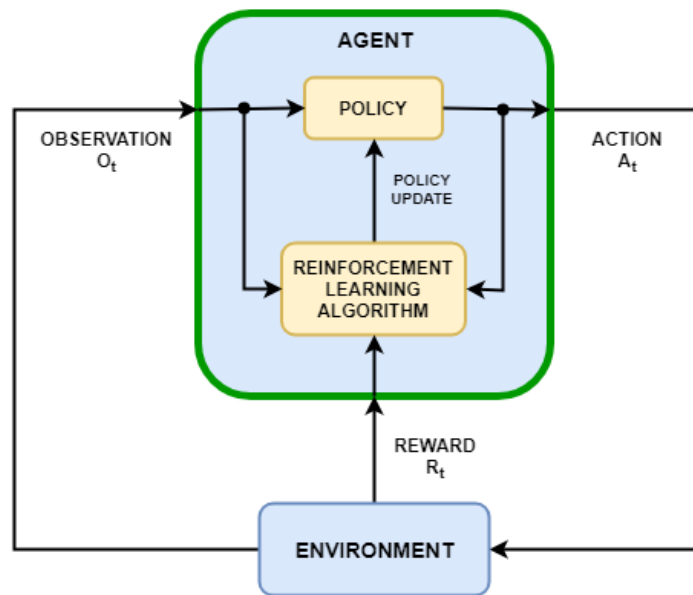 AGENT
POLICY
OBSERVATION
Oₜ
ACTION
Aₜ
POLICY
UPDATE
REINFORCEMENT
LEARNING
ALGORITHM
REWARD
Rₜ
ENVIRONMENT